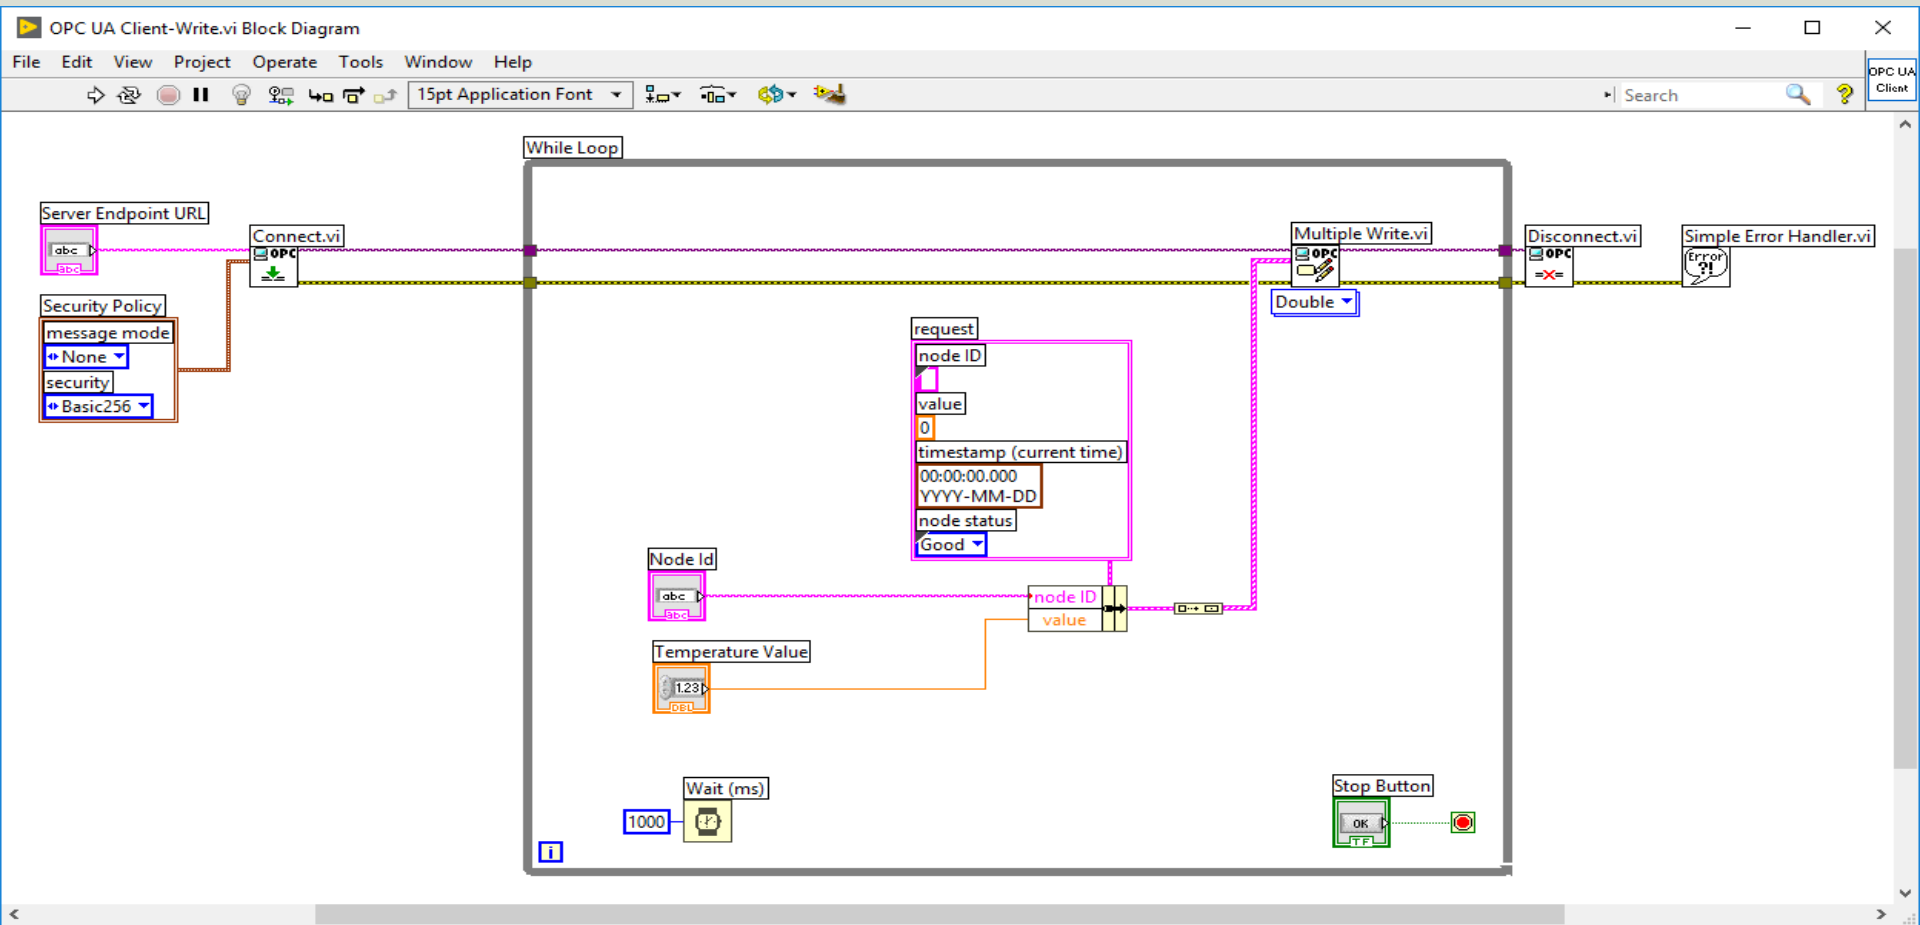 OPC UA Client-Write.vi Block Diagram
File Edit View Project Operate Tools Window Help
15pt Application Font
Search
OPC UA
Client
While Loop
Server Endpoint URL
abc
abc
Connect.vi
OPC
Security Policy
message mode
None
security
Basic256
Multiple Write.vi
OPC
Double
Disconnect.vi
OPC
Simple Error Handler.vi
Error
?!
request
node ID
value
0
timestamp (current time)
00:00:00.000
YYYY-MM-DD
node status
Good
Node Id
abc
abc
node ID
value
Temperature Value
1.23
DBL
Wait (ms)
1000
i
Stop Button
OK
TF